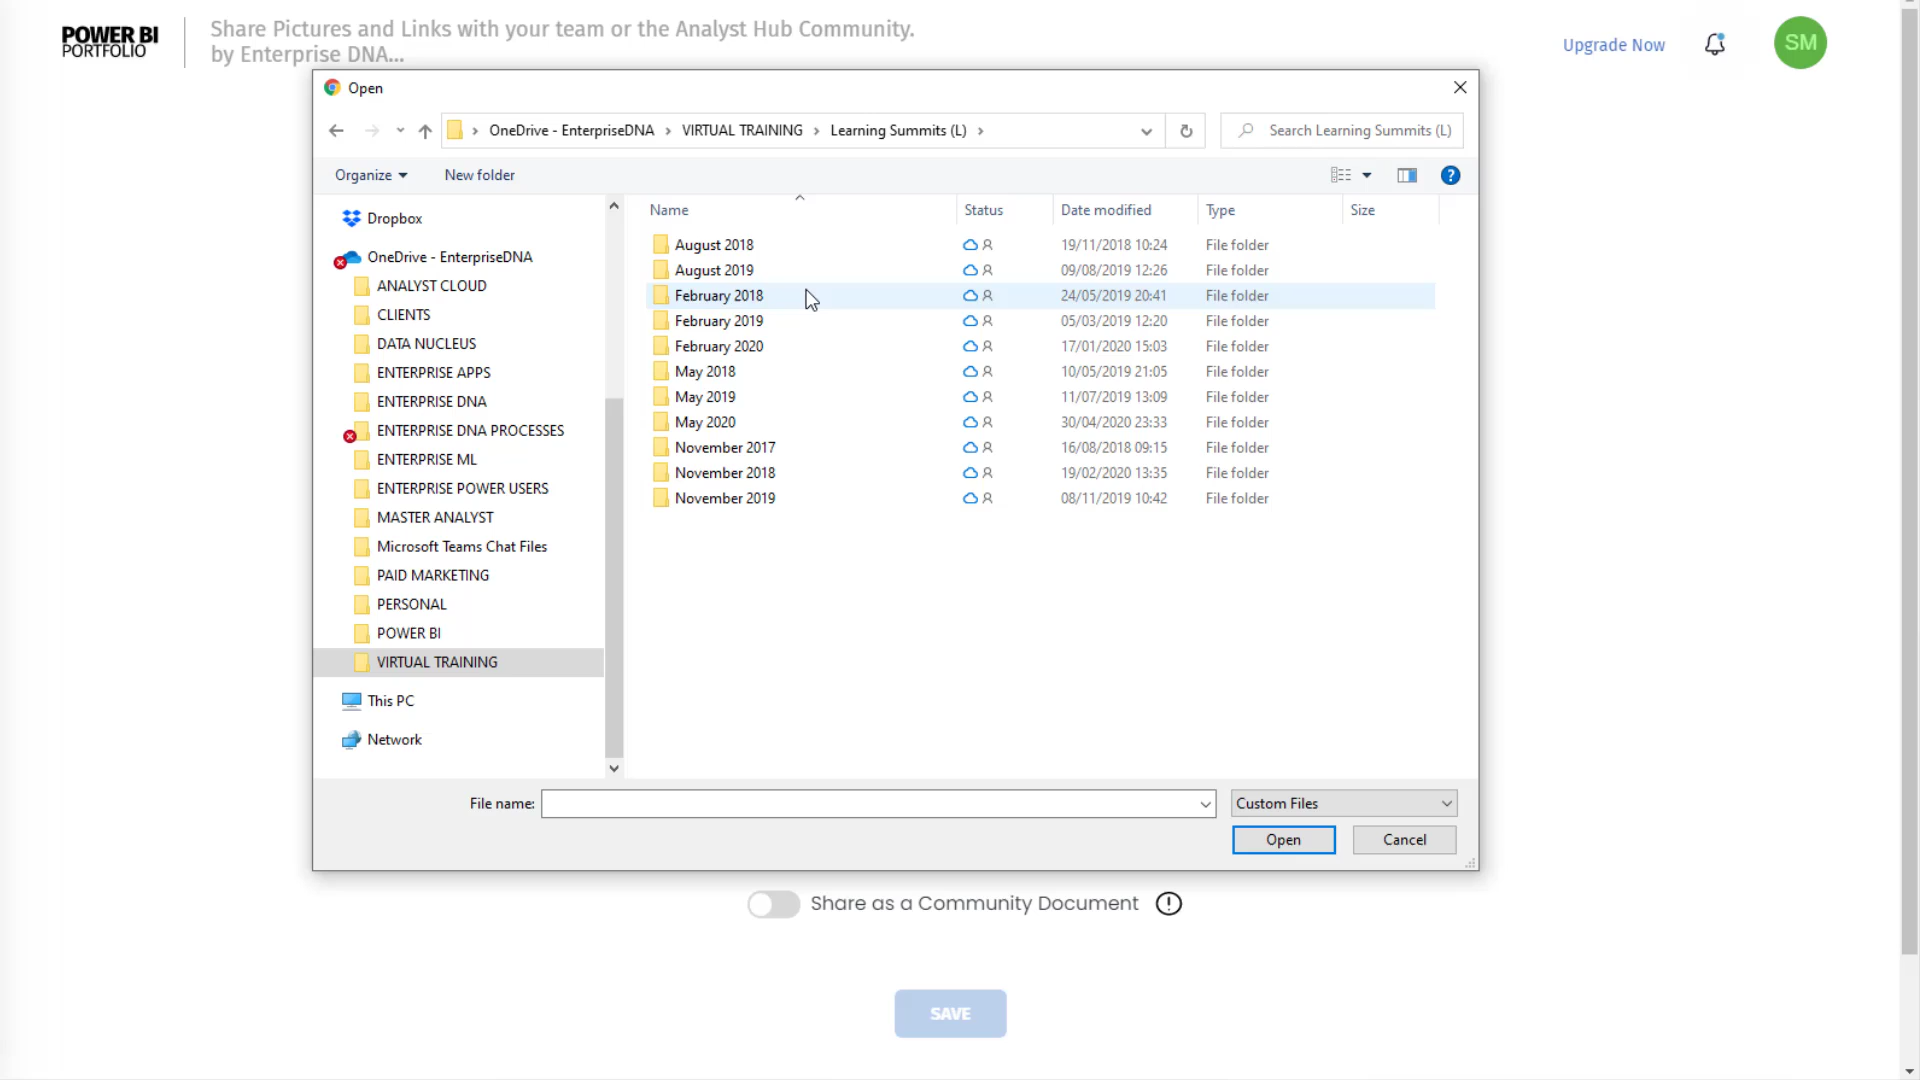 POWER BI
PORTFOLIO
Share Pictures and Links with your team or the Analyst Hub Community.
by Enterprise DNA...
Upgrade Now
SM
Open
OneDrive - EnterpriseDNA
VIRTUAL TRAINING
Learning Summits (L)
Search Learning Summits (L)
Organize
New folder
Name Status Date modified Type Size
Dropbox
OneDrive - EnterpriseDNA
ANALYST CLOUD
CLIENTS
DATA NUCLEUS
ENTERPRISE APPS
ENTERPRISE DNA
ENTERPRISE DNA PROCESSES
ENTERPRISE ML
ENTERPRISE POWER USERS
MASTER ANALYST
Microsoft Teams Chat Files
PAID MARKETING
PERSONAL
POWER BI
VIRTUAL TRAINING
This PC
Network
August 2018 19/11/2018 10:24 File folder
August 2019 09/08/2019 12:26 File folder
February 2018 24/05/2019 20:41 File folder
February 2019 05/03/2019 12:20 File folder
February 2020 17/01/2020 15:03 File folder
May 2018 10/05/2019 21:05 File folder
May 2019 11/07/2019 13:09 File folder
May 2020 30/04/2020 23:33 File folder
November 2017 16/08/2018 09:15 File folder
November 2018 19/02/2020 13:35 File folder
November 2019 08/11/2019 10:42 File folder
File name:
Custom Files
Open
Cancel
Share as a Community Document
SAVE